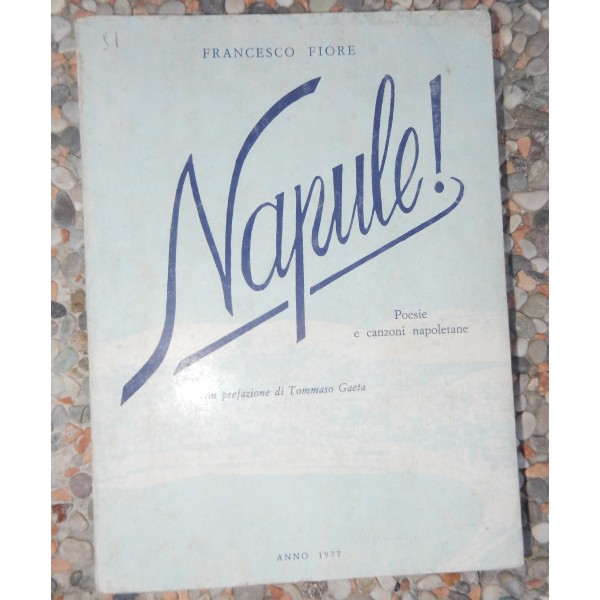 51
FRANCESCO FIORE
Napule!
Poesie
e canzoni napoletane
con prefazione di Tommaso Gaeta
ANNO 1977